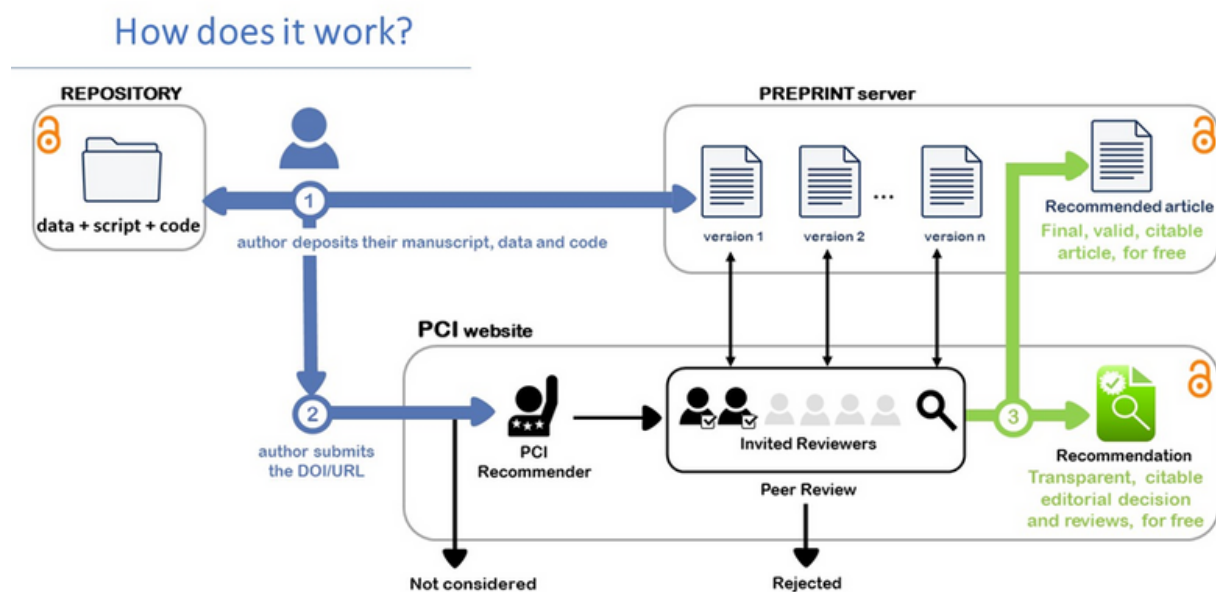 How does it work?
REPOSITORY
data + script + code
1
author deposits their manuscript, data and code
PREPRINT server
version 1
version 2
...
version n
Recommended article
Final, valid, citable
article, for free
2
author submits
the DOI/URL
PCI website
PCI
Recommender
Invited Reviewers
Peer Review
3
Recommendation
Transparent, citable
editorial decision
and reviews, for free
Not considered
Rejected